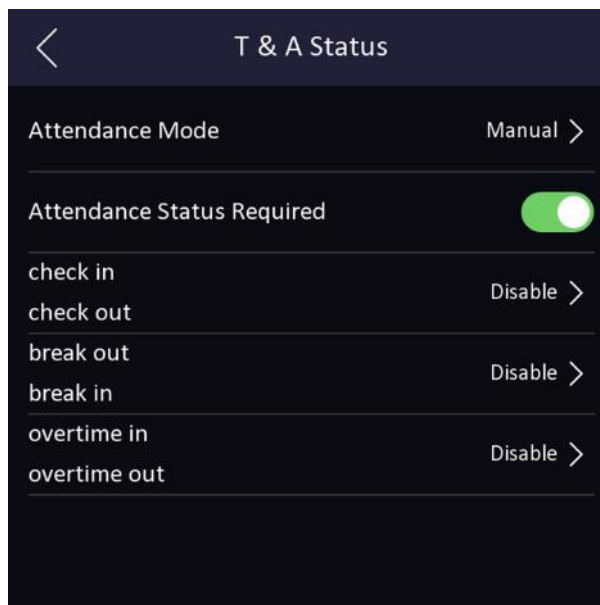 T & A Status
Attendance Mode Manual
Attendance Status Required
check in
check out
Disable
break out
break in
Disable
overtime in
overtime out
Disable